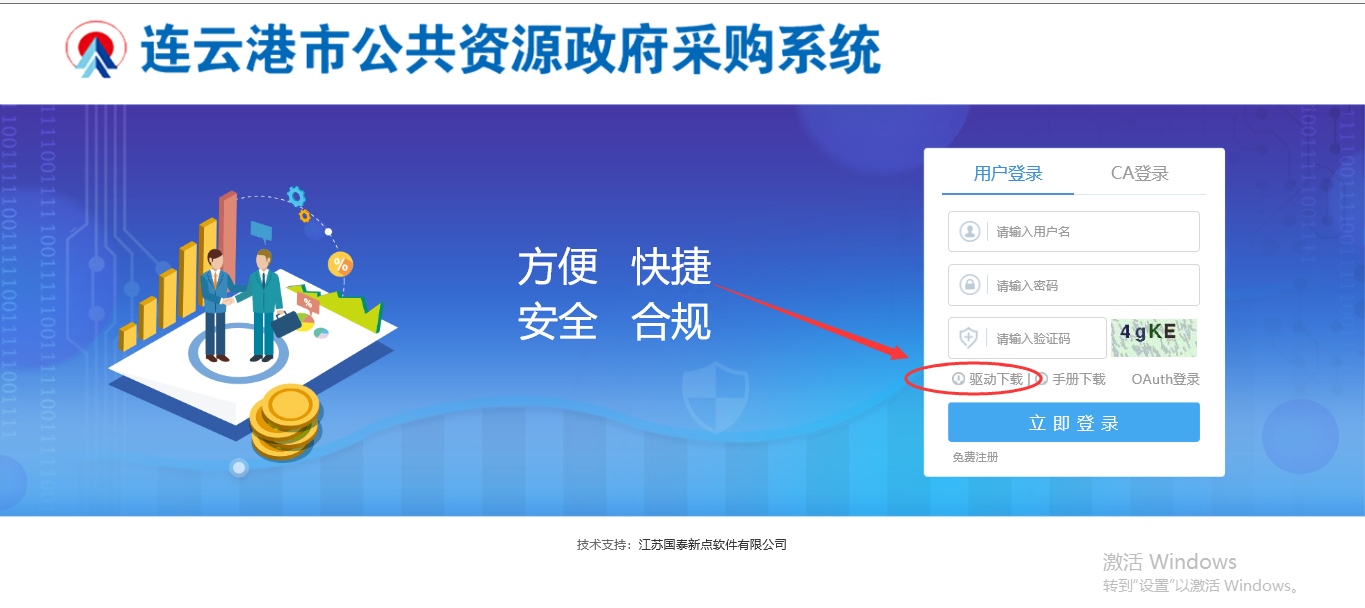 连云港市公共资源政府采购系统
用户登录 CA登录
请输入用户名
方便 快捷
请输入密码
安全 合规
请输入验证码 4gKE
驱动下载 手册下载 OAuth登录
立即登录
免费注册
%
%
技术支持：江苏国泰新点软件有限公司
激活 Windows
转到"设置"以激活 Windows。